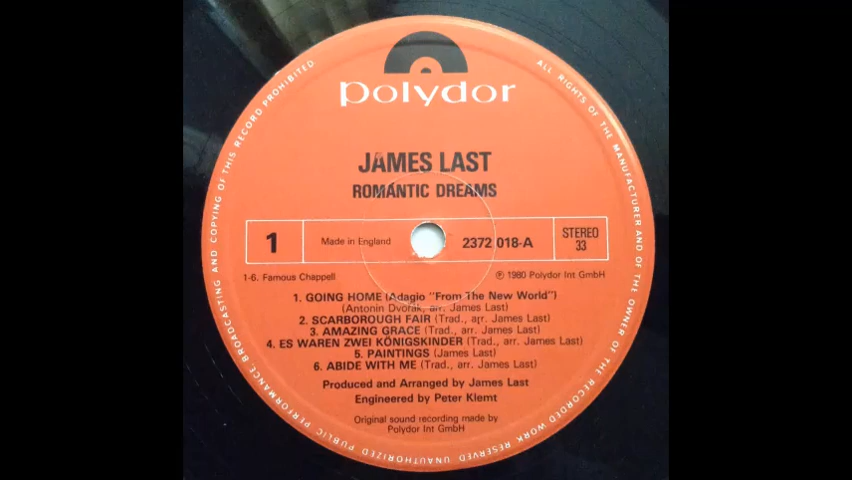 polydor
JAMES LAST
ROMANTIC DREAMS
1
Made in England
2372 018-A
STEREO
33
1-6. Famous Chappell
℗ 1980 Polydor Int GmbH
1. GOING HOME (Adagio "From The New World")
(Antonin Dvořak, arr. James Last)
2. SCARBOROUGH FAIR (Trad., arr. James Last)
3. AMAZING GRACE (Trad., arr. James Last)
4. ES WAREN ZWEI KÖNIGSKINDER (Trad., arr. James Last)
5. PAINTINGS (James Last)
6. ABIDE WITH ME (Trad., arr. James Last)
Produced and Arranged by James Last
Engineered by Peter Klemt
Original sound recording made by
Polydor Int GmbH
ALL RIGHTS OF THE MANUFACTURER AND OF THE OWNER OF THE RECORDED WORK RESERVED. UNAUTHORIZED PUBLIC PERFORMANCE, BROADCASTING AND COPYING OF THIS RECORD PROHIBITED.